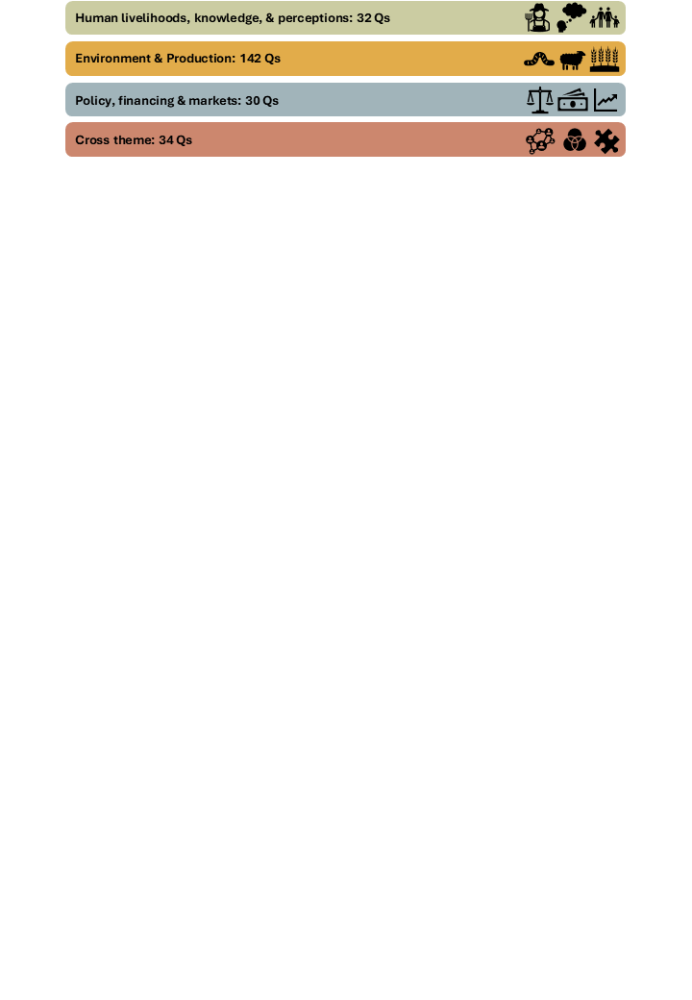 Human livelihoods, knowledge, & perceptions: 32 Qs
Environment & Production: 142 Qs
Policy, financing & markets: 30 Qs
Cross theme: 34 Qs